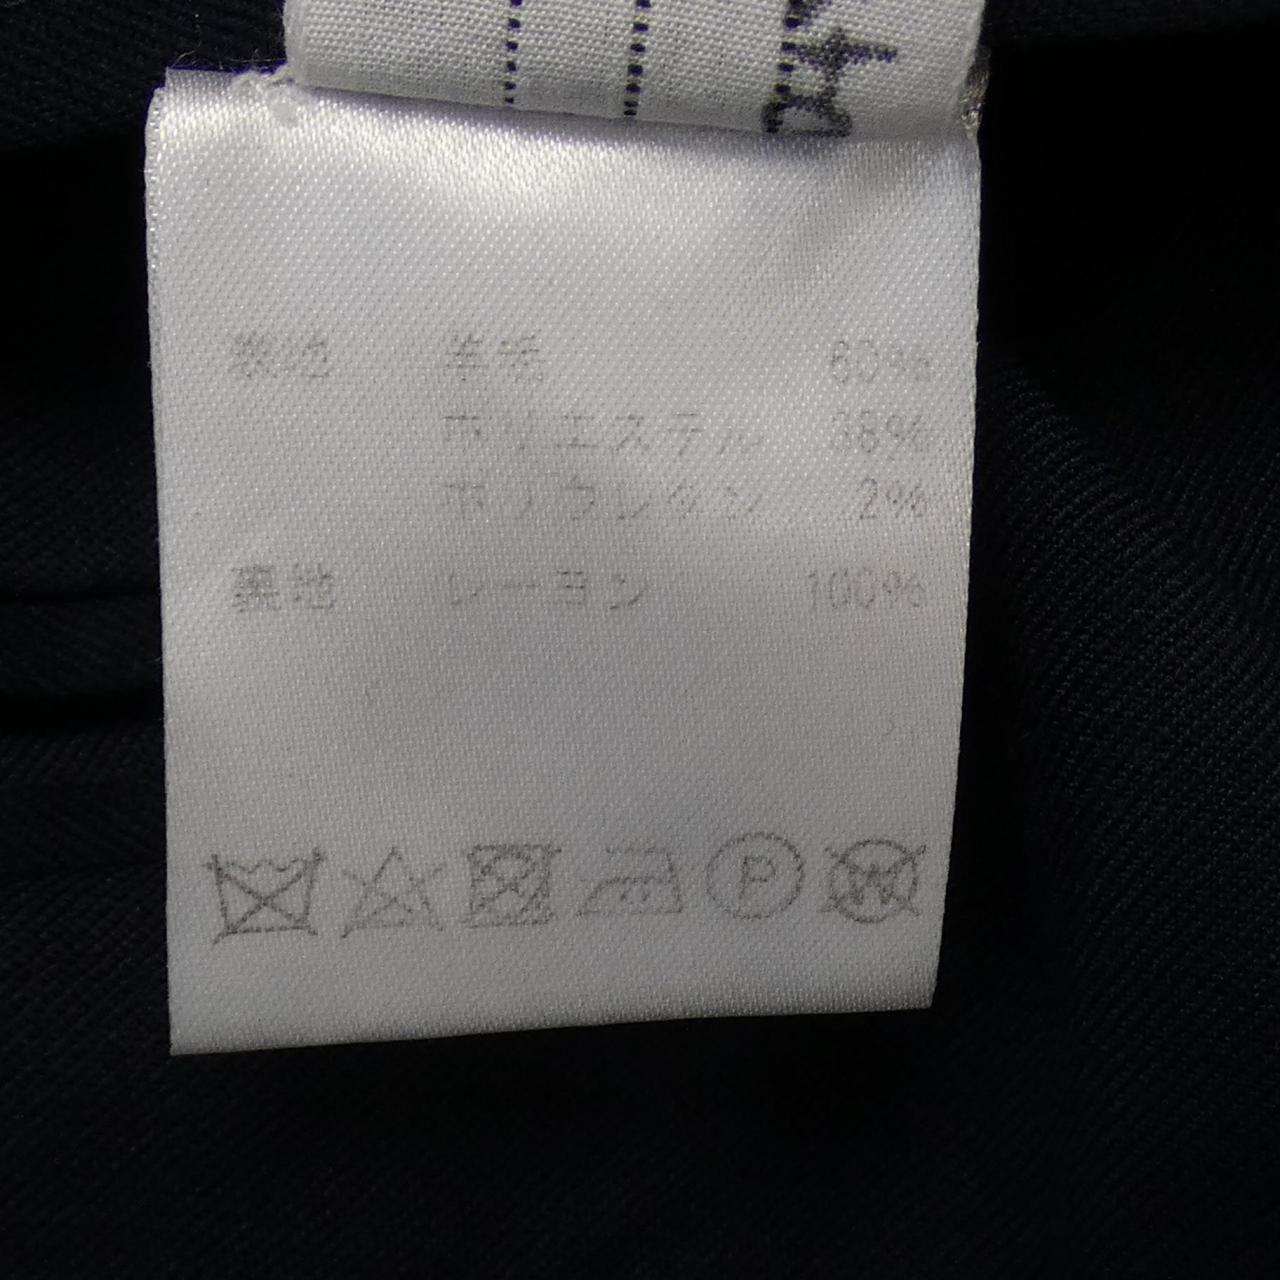 表地 羊毛 60%
ポリエステル 38%
ポリウレタン 2%
裏地 レーヨン 100%
P
W